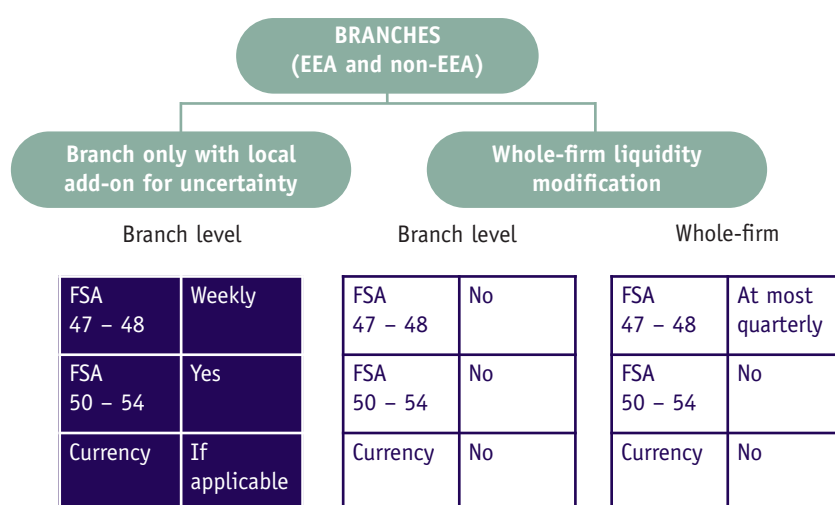 BRANCHES
(EEA and non-EEA)
Branch only with local
add-on for uncertainty
Whole-firm liquidity
modification
Branch level
Branch level
Whole-firm
FSA
47 – 48
Weekly
FSA
50 – 54
Yes
Currency
If
applicable
FSA
47 – 48
No
FSA
50 – 54
No
Currency
No
FSA
47 – 48
At most
quarterly
FSA
50 – 54
No
Currency
No